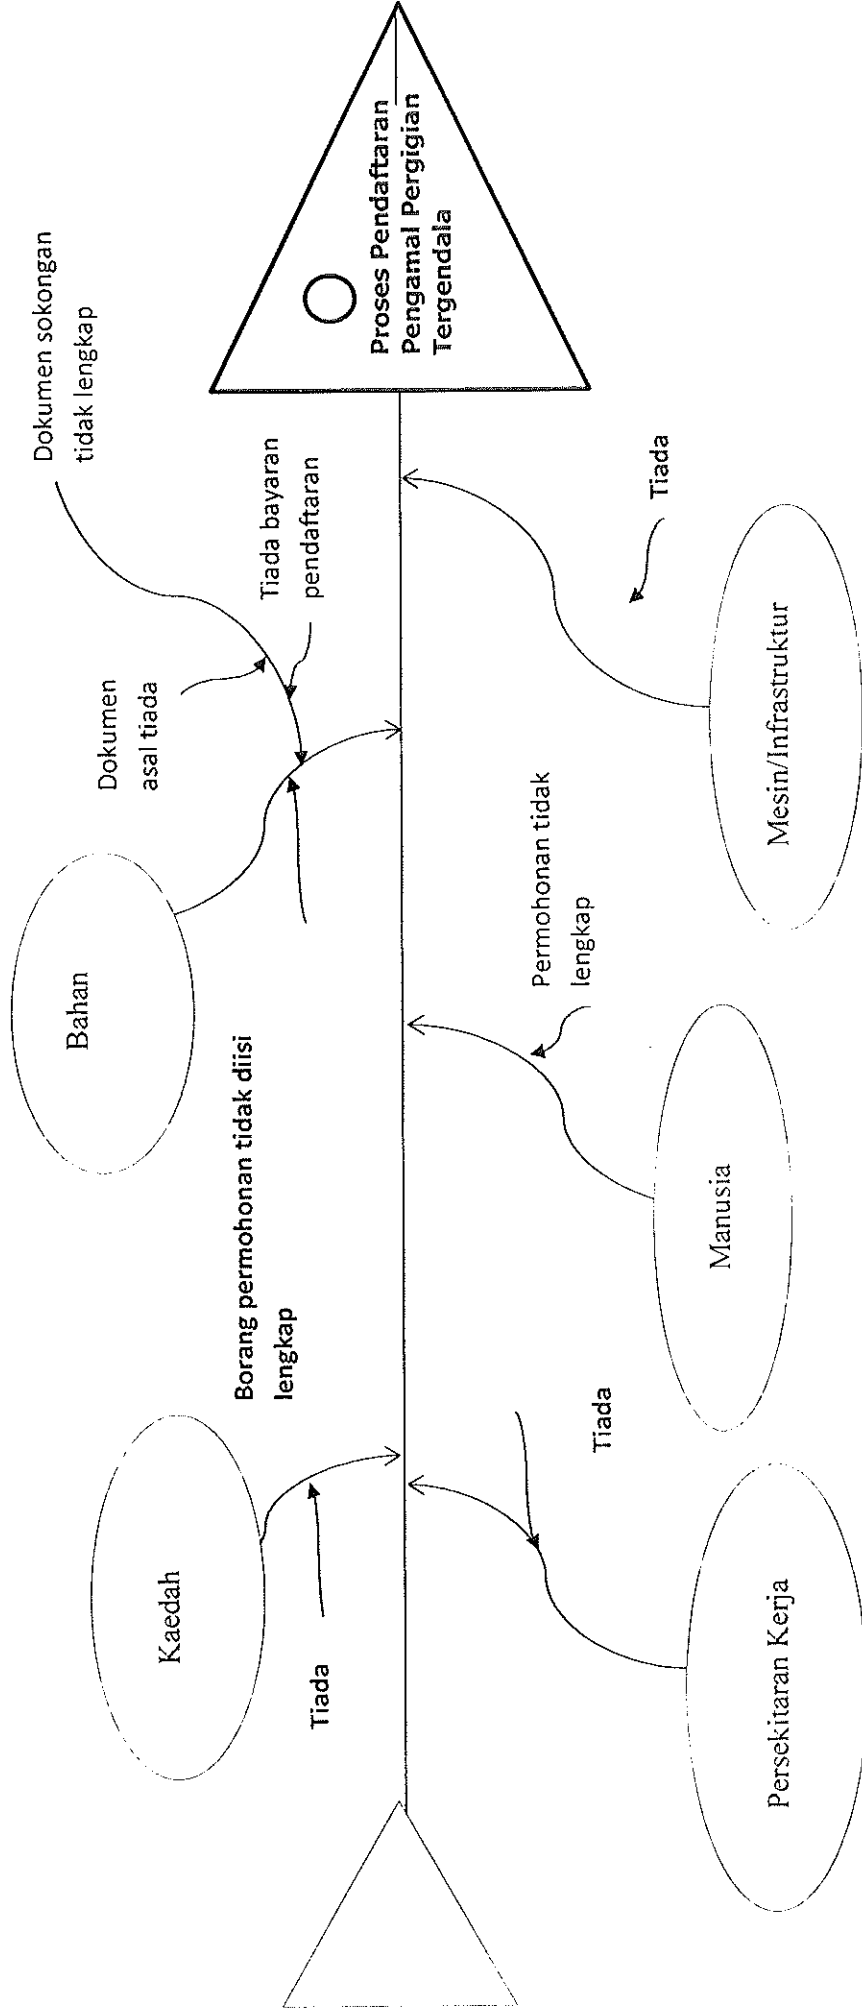 Kaedah
Tiada
Borang permohonan tidak diisi
lengkap
Bahan
Dokumen
asal tiada
Tiada bayaran
pendaftaran
Dokumen sokongan
tidak lengkap
Proses Pendaftaran
Pengamal Pergigian
Tergendala
Persekitaran Kerja
Tiada
Manusia
Permohonan tidak
lengkap
Mesin/Infrastruktur
Tiada